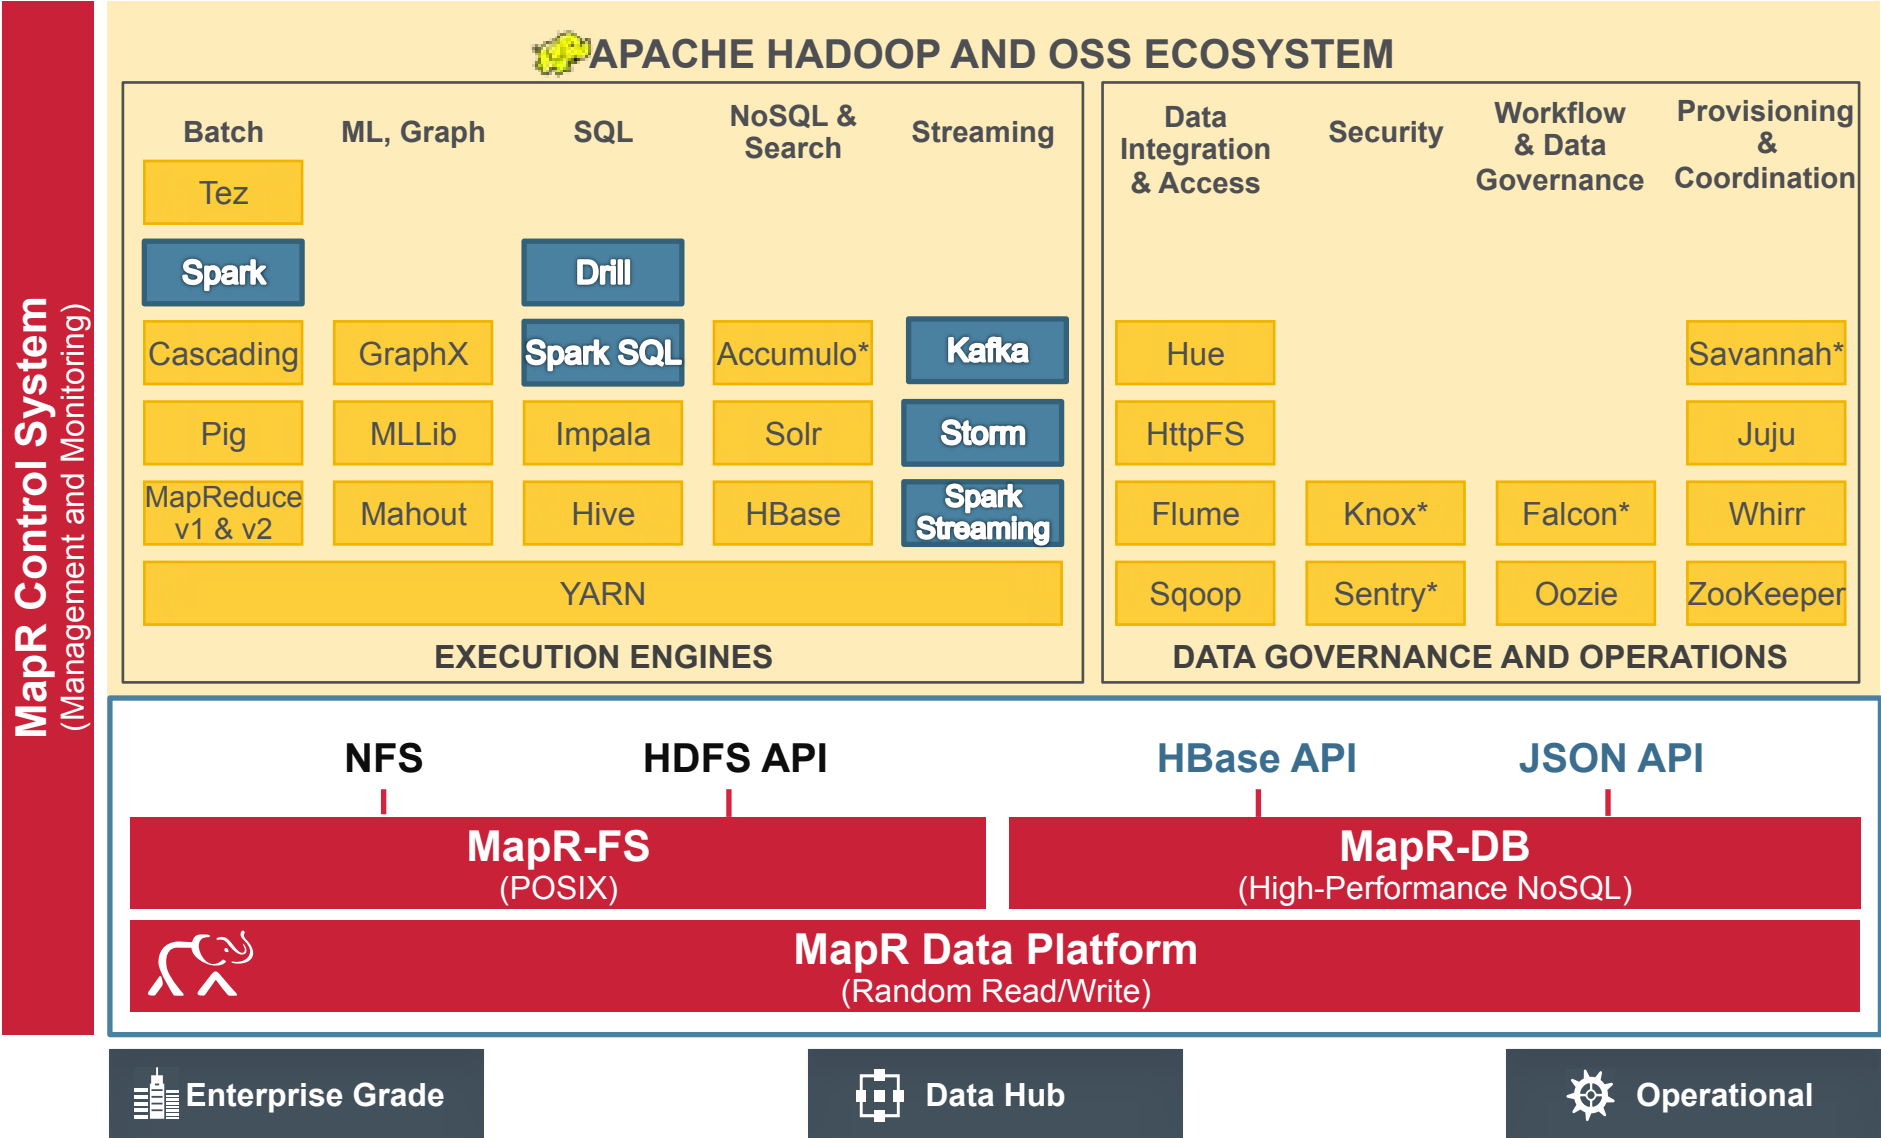 MapR Control System
(Management and Monitoring)
APACHE HADOOP AND OSS ECOSYSTEM
Batch
ML, Graph
SQL
NoSQL &
Search
Streaming
Tez
Spark
Drill
Cascading
GraphX
Spark SQL
Accumulo*
Kafka
Pig
MLLib
Impala
Solr
Storm
MapReduce
v1 & v2
Mahout
Hive
HBase
Spark
Streaming
YARN
EXECUTION ENGINES
Data
Integration
& Access
Security
Workflow
& Data
Governance
Provisioning
&
Coordination
Hue
Savannah*
HttpFS
Juju
Flume
Knox*
Falcon*
Whirr
Sqoop
Sentry*
Oozie
ZooKeeper
DATA GOVERNANCE AND OPERATIONS
NFS
HDFS API
HBase API
JSON API
MapR-FS
(POSIX)
MapR-DB
(High-Performance NoSQL)
MapR Data Platform
(Random Read/Write)
Enterprise Grade
Data Hub
Operational